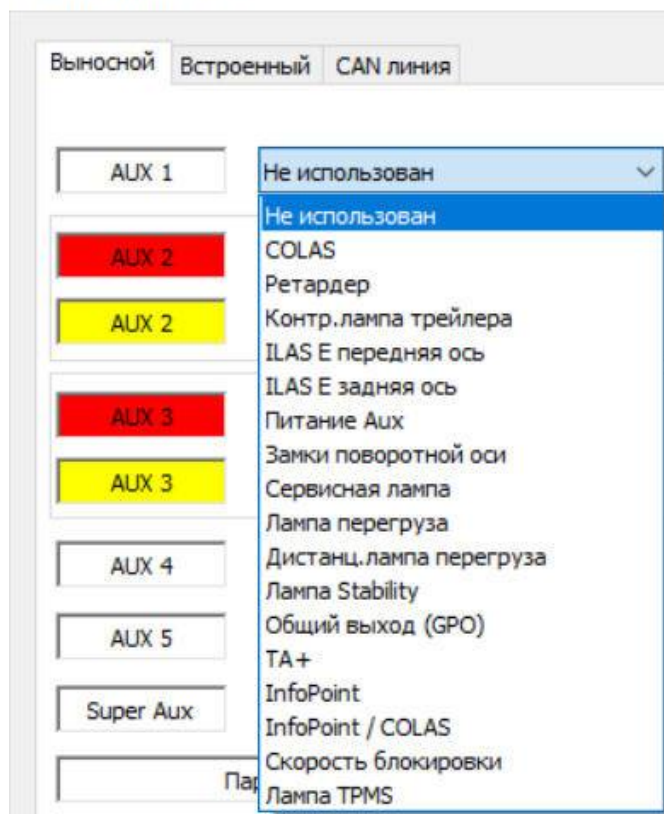 Выносной Встроенный CAN линия
AUX 1 Не использован
Не использован
AUX 2 COLAS
Ретардер
AUX 2 Контр.лампа трейлера
ILAS E передняя ось
ILAS E задняя ось
AUX 3 Питание Aux
Замки поворотной оси
AUX 3 Сервисная лампа
Лампа перегруза
AUX 4 Дистанц.лампа перегруза
Лампа Stability
AUX 5 Общий выход (GPO)
TA+
Super Aux InfoPoint
InfoPoint / COLAS
Скорость блокировки
Лампа TPMS